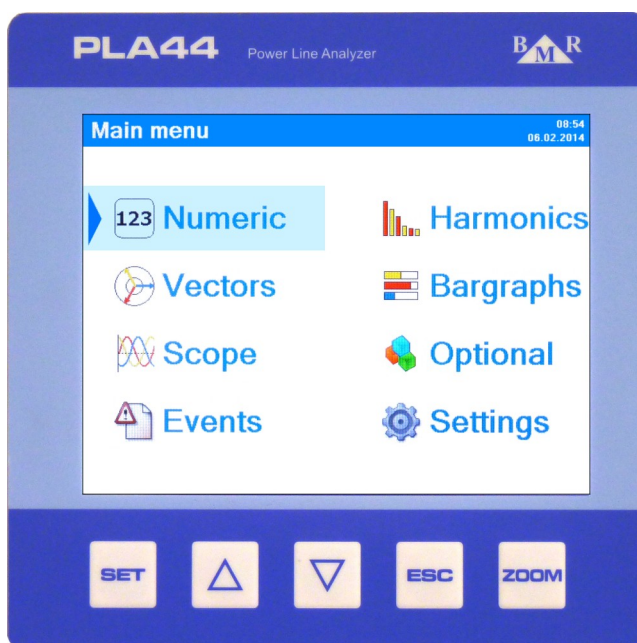 PLA44 Power Line Analyzer BMR
Main menu 08:54
06.02.2014
123 Numeric Harmonics
Vectors Bargraphs
Scope Optional
Events Settings
SET ESC ZOOM